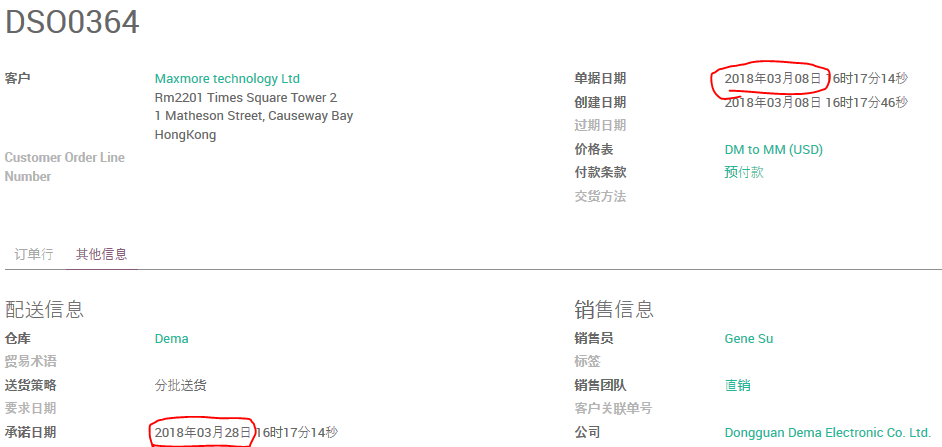 DSO0364
客户
Maxmore technology Ltd
Rm2201 Times Square Tower 2
1 Matheson Street, Causeway Bay
HongKong
Customer Order Line
Number
单据日期 2018年03月08日 16时17分14秒
创建日期 2018年03月08日 16时17分46秒
过期日期
价格表 DM to MM (USD)
付款条款 预付款
交货方法
订单行 其他信息
配送信息
仓库 Dema
贸易术语
送货策略 分批送货
要求日期
承诺日期 2018年03月28日 16时17分14秒
销售信息
销售员 Gene Su
标签
销售团队 直销
客户关联单号
公司 Dongguan Dema Electronic Co. Ltd.